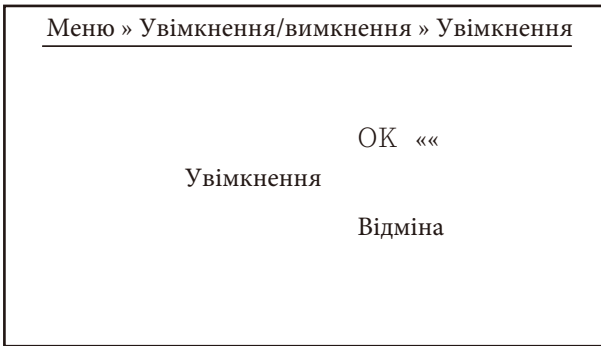 Меню » Увімкнення/вимкнення » Увімкнення
OK ««
Увімкнення
Відміна